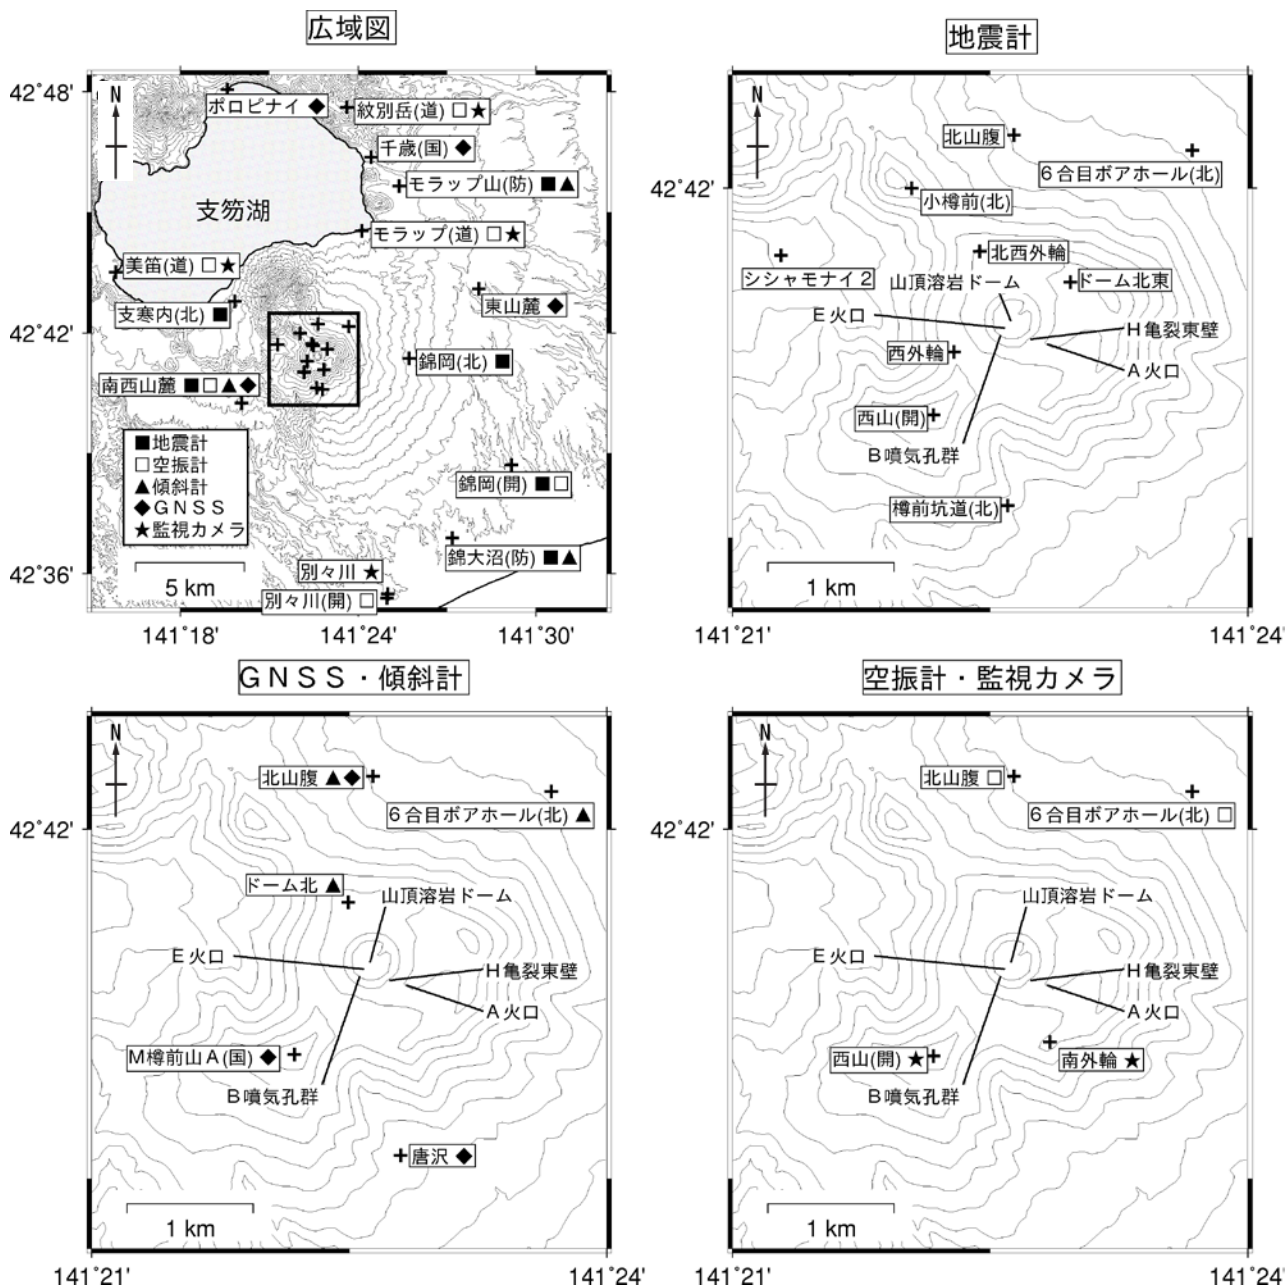 広域図
N
42˚48'
ポロピナイ ◆
紋別岳(道) □★
千歳(国) ◆
モラップ山(防) ■▲
支笏湖
モラップ(道) □★
美笛(道) □★
支寒内(北) ■
東山麓 ◆
42˚42'
錦岡(北) ■
南西山麓 ■□▲◆
■地震計
□空振計
▲傾斜計
◆GNSS
★監視カメラ
錦岡(開) ■□
錦大沼(防) ■▲
別々川 ★
別々川(開) □
42˚36'
5 km
141˚18'
141˚24'
141˚30'
地震計
N
北山腹
6合目ボアホール(北)
42˚42'
小樽前(北)
北西外輪
シシャモナイ2
山頂溶岩ドーム
ドーム北東
E火口
H亀裂東壁
西外輪
A火口
西山(開)
B噴気孔群
樽前坑道(北)
1 km
141˚21'
141˚24'
GNSS・傾斜計
N
北山腹 ▲◆
6合目ボアホール(北) ▲
42˚42'
ドーム北 ▲
山頂溶岩ドーム
E火口
H亀裂東壁
A火口
M樽前山A(国) ◆
B噴気孔群
唐沢 ◆
1 km
141˚21'
141˚24'
空振計・監視カメラ
N
北山腹 □
6合目ボアホール(北) □
42˚42'
山頂溶岩ドーム
E火口
H亀裂東壁
A火口
西山(開) ★
南外輪 ★
B噴気孔群
1 km
141˚21'
141˚24'